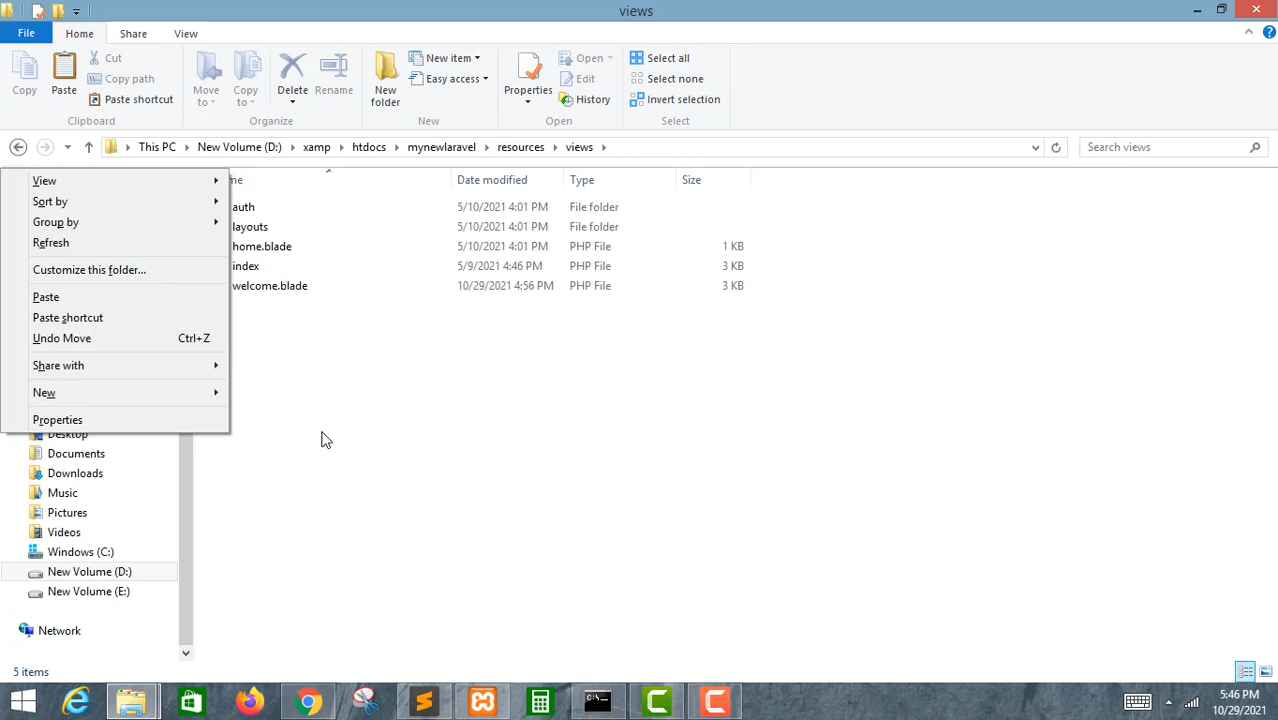 views
File Home Share View
Copy
Paste
Cut
Copy path
Paste shortcut
Clipboard
Move to
Copy to
Delete
Rename
Organize
New folder
New item
Easy access
New
Properties
Open
Edit
History
Open
Select all
Select none
Invert selection
Select
This PC New Volume (D:) xamp htdocs mynewlaravel resources views
Search views
me Date modified Type Size
auth 5/10/2021 4:01 PM File folder
layouts 5/10/2021 4:01 PM File folder
home.blade 5/10/2021 4:01 PM PHP File 1 KB
index 5/9/2021 4:46 PM PHP File 3 KB
welcome.blade 10/29/2021 4:56 PM PHP File 3 KB
View
Sort by
Group by
Refresh
Customize this folder...
Paste
Paste shortcut
Undo Move Ctrl+Z
Share with
New
Properties
Desktop
Documents
Downloads
Music
Pictures
Videos
Windows (C:)
New Volume (D:)
New Volume (E:)
Network
5 items
5:46 PM
10/29/2021